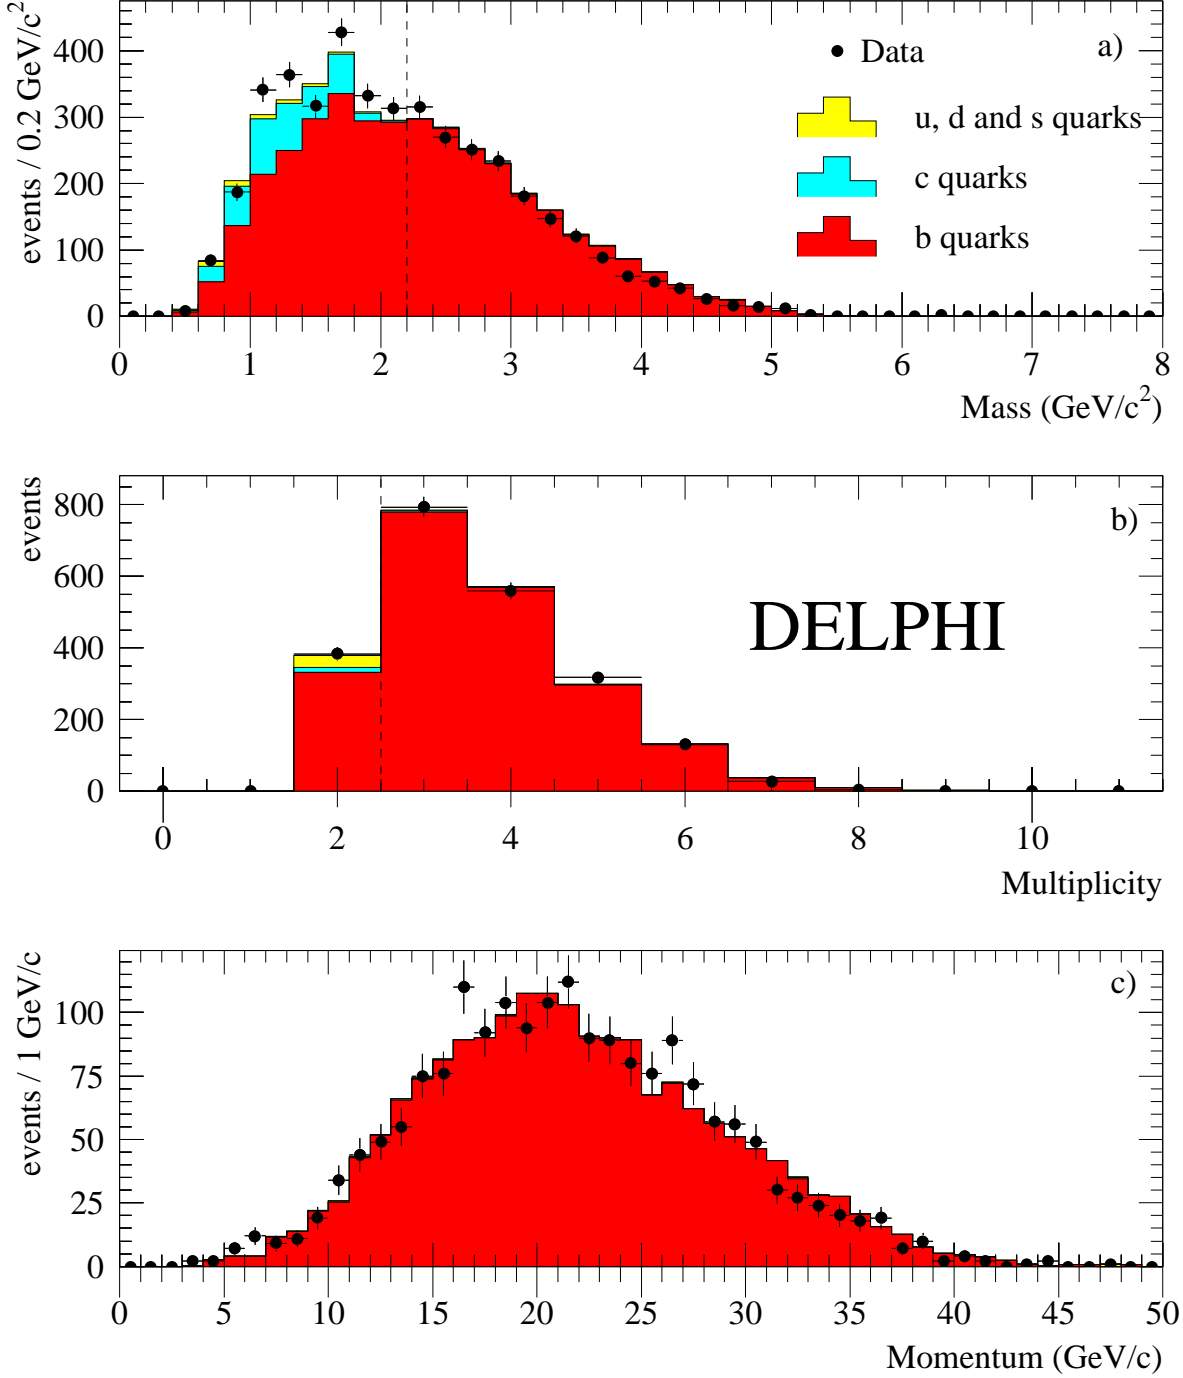 events / 0.2 GeV/c²
400
300
200
100
0
0 1 2 3 4 5 6 7 8
Mass (GeV/c²)
a)
Data
u, d and s quarks
c quarks
b quarks
events
800
600
400
200
0
0 2 4 6 8 10
Multiplicity
b)
DELPHI
events / 1 GeV/c
100
75
50
25
0
0 5 10 15 20 25 30 35 40 45 50
Momentum (GeV/c)
c)